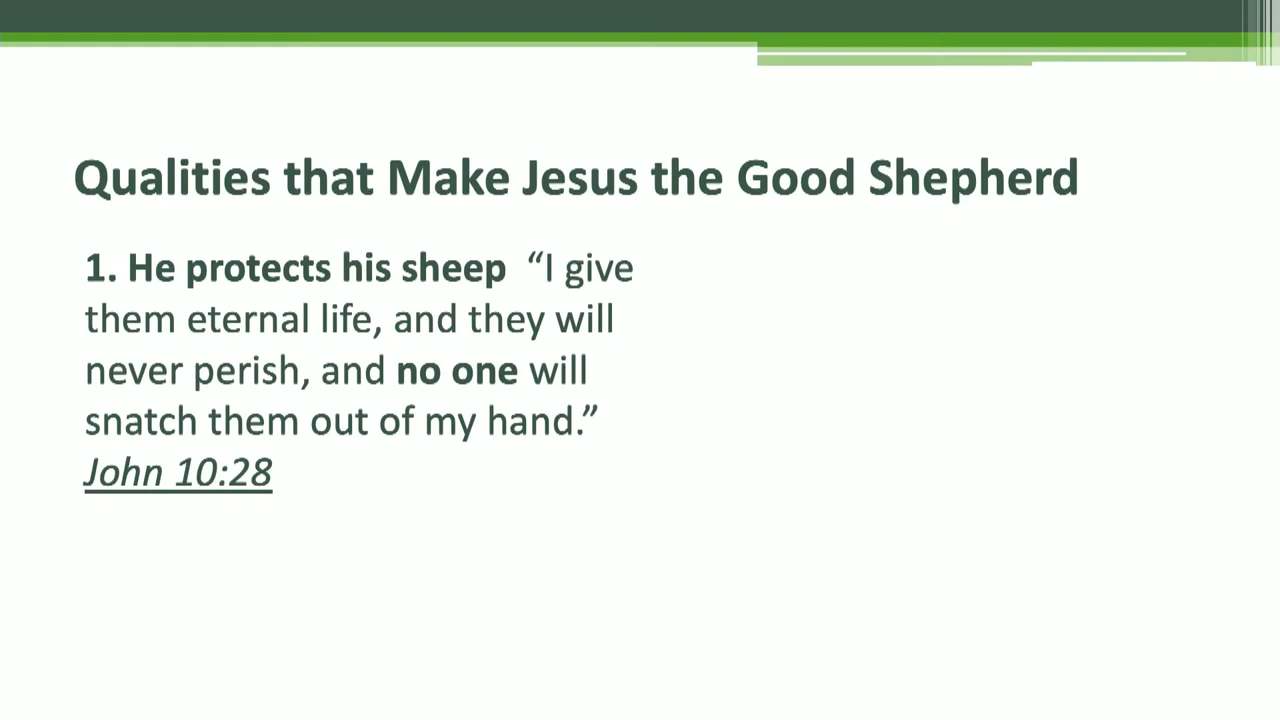 Qualities that Make Jesus the Good Shepherd
1. He protects his sheep “I give
them eternal life, and they will
never perish, and no one will
snatch them out of my hand.”
John 10:28